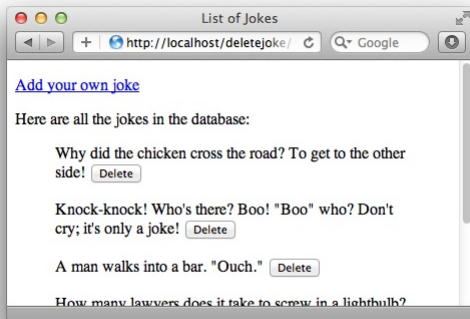 List of Jokes
http://localhost/deletejoke/
Google
Add your own joke
Here are all the jokes in the database:
Why did the chicken cross the road? To get to the other
side! Delete
Knock-knock! Who's there? Boo! "Boo" who? Don't
cry; it's only a joke! Delete
A man walks into a bar. "Ouch." Delete
How many lawyers does it take to screw in a lightbulb?